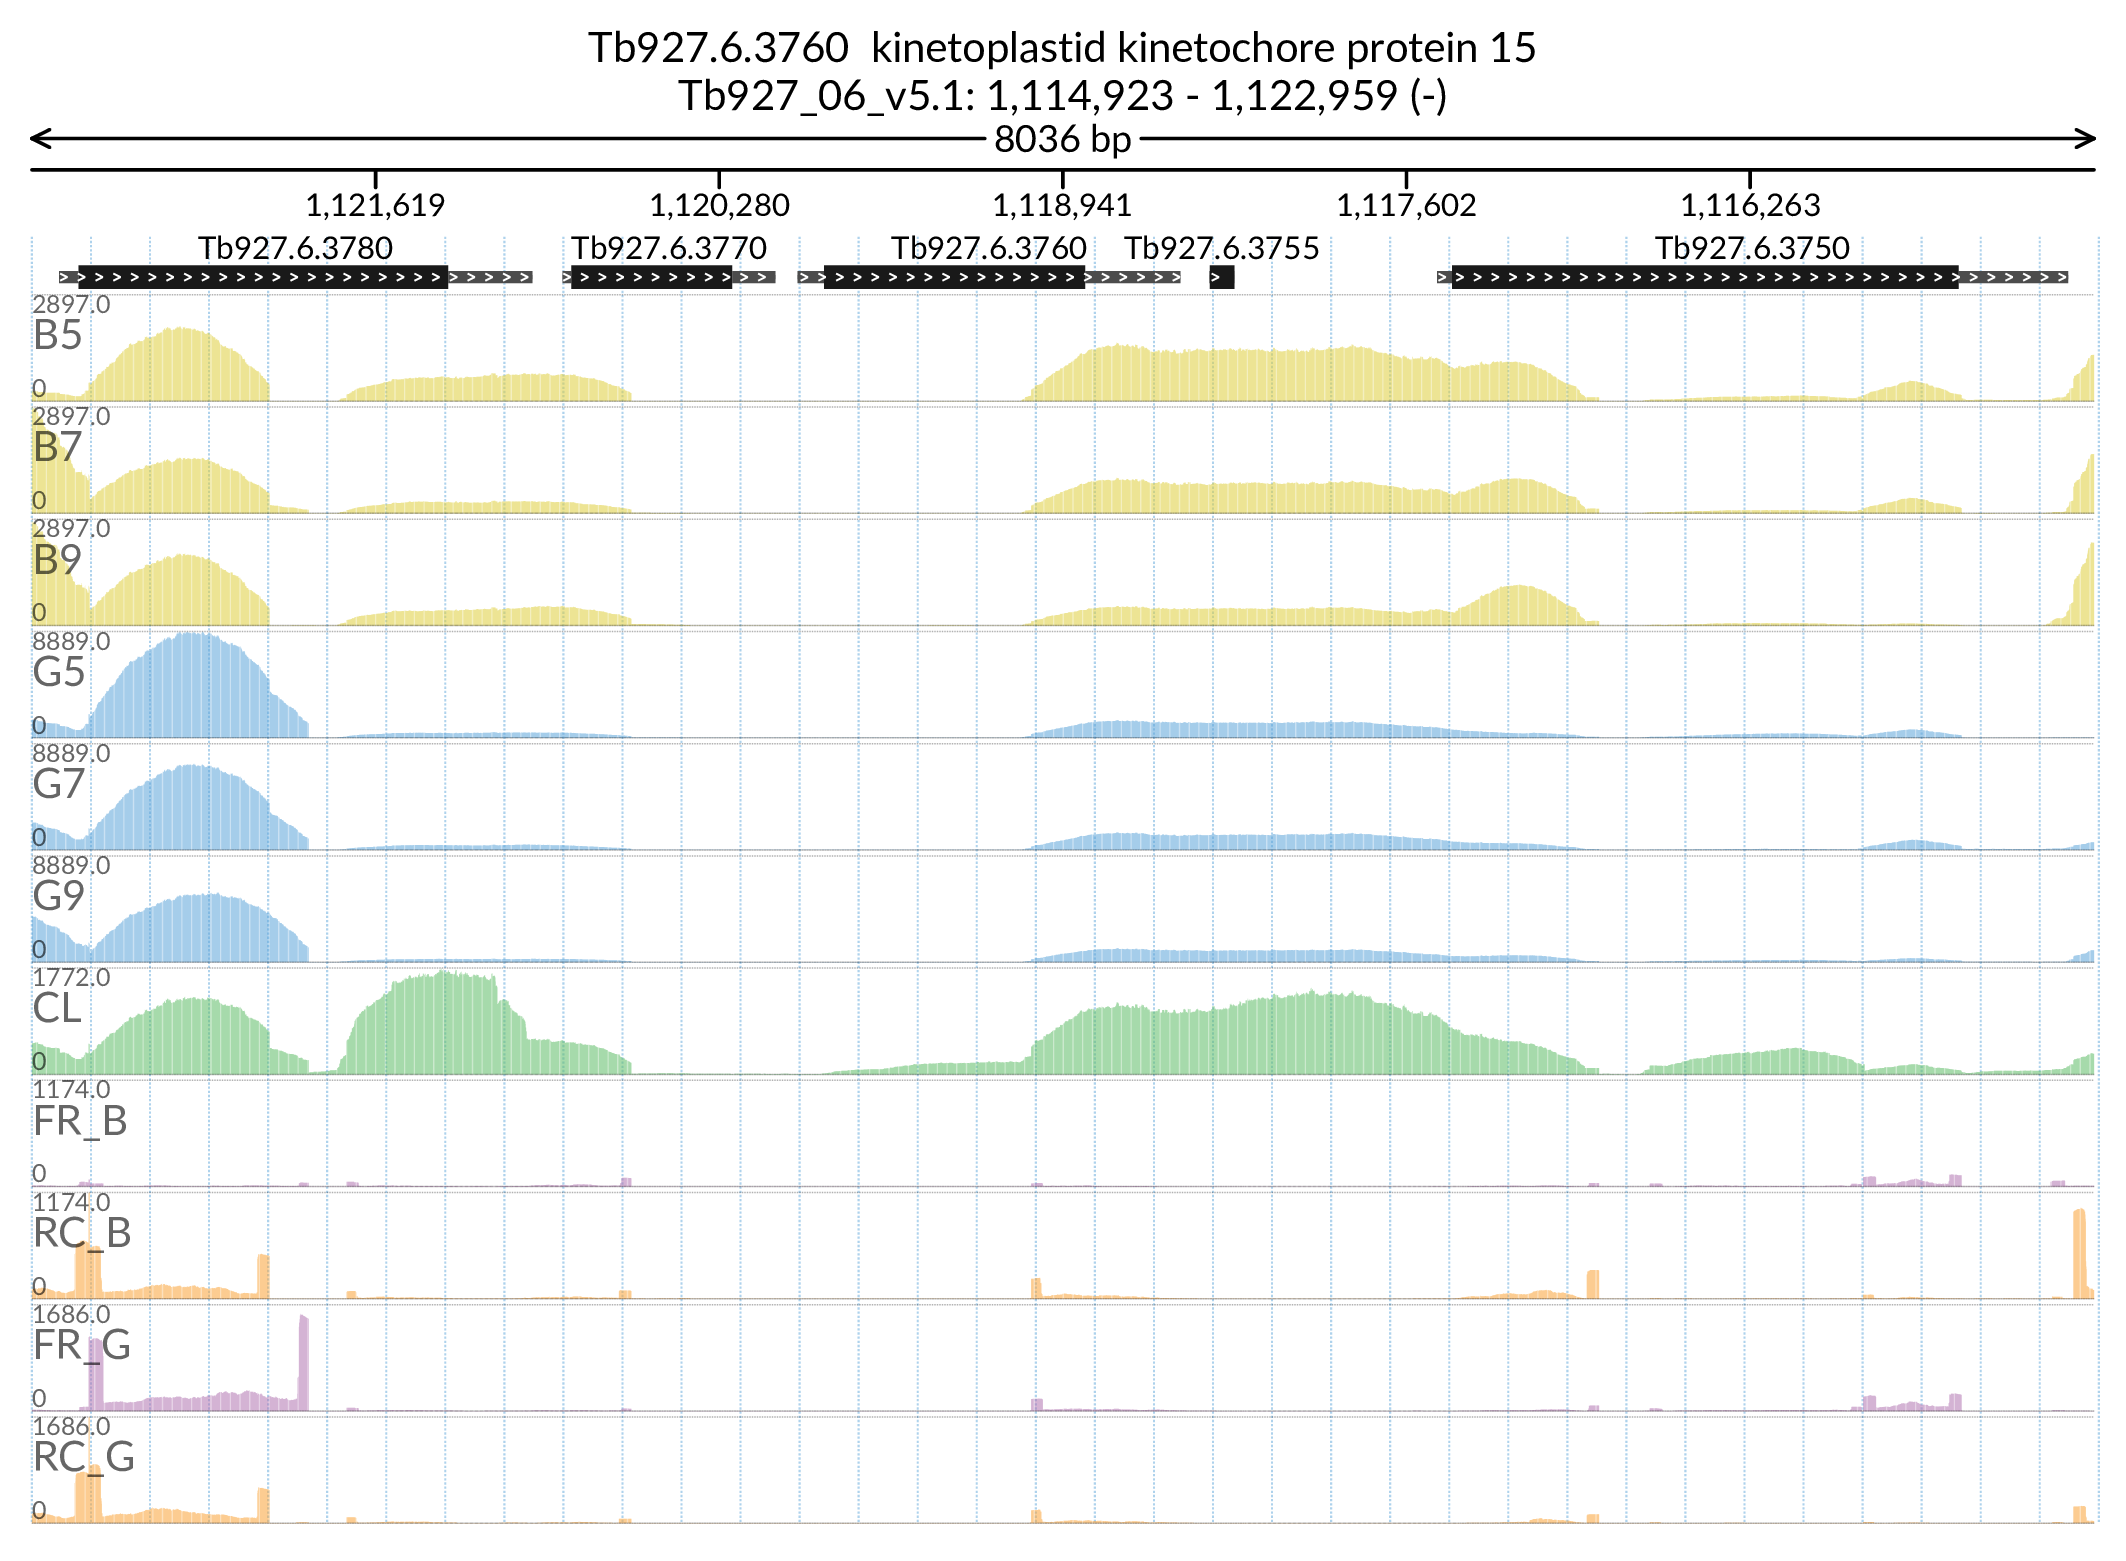 Tb927.6.3760  kinetoplastid kinetochore protein 15
Tb927_06_v5.1: 1,114,923 - 1,122,959 (-)
8036 bp
1,121,619 1,120,280 1,118,941 1,117,602 1,116,263
Tb927.6.3780 Tb927.6.3770 Tb927.6.3760 Tb927.6.3755 Tb927.6.3750
2897.0
B5
0
2897.0
B7
0
2897.0
B9
0
8889.0
G5
0
8889.0
G7
0
8889.0
G9
0
1772.0
CL
0
1174.0
FR_B
0
1174.0
RC_B
0
1686.0
FR_G
0
1686.0
RC_G
0